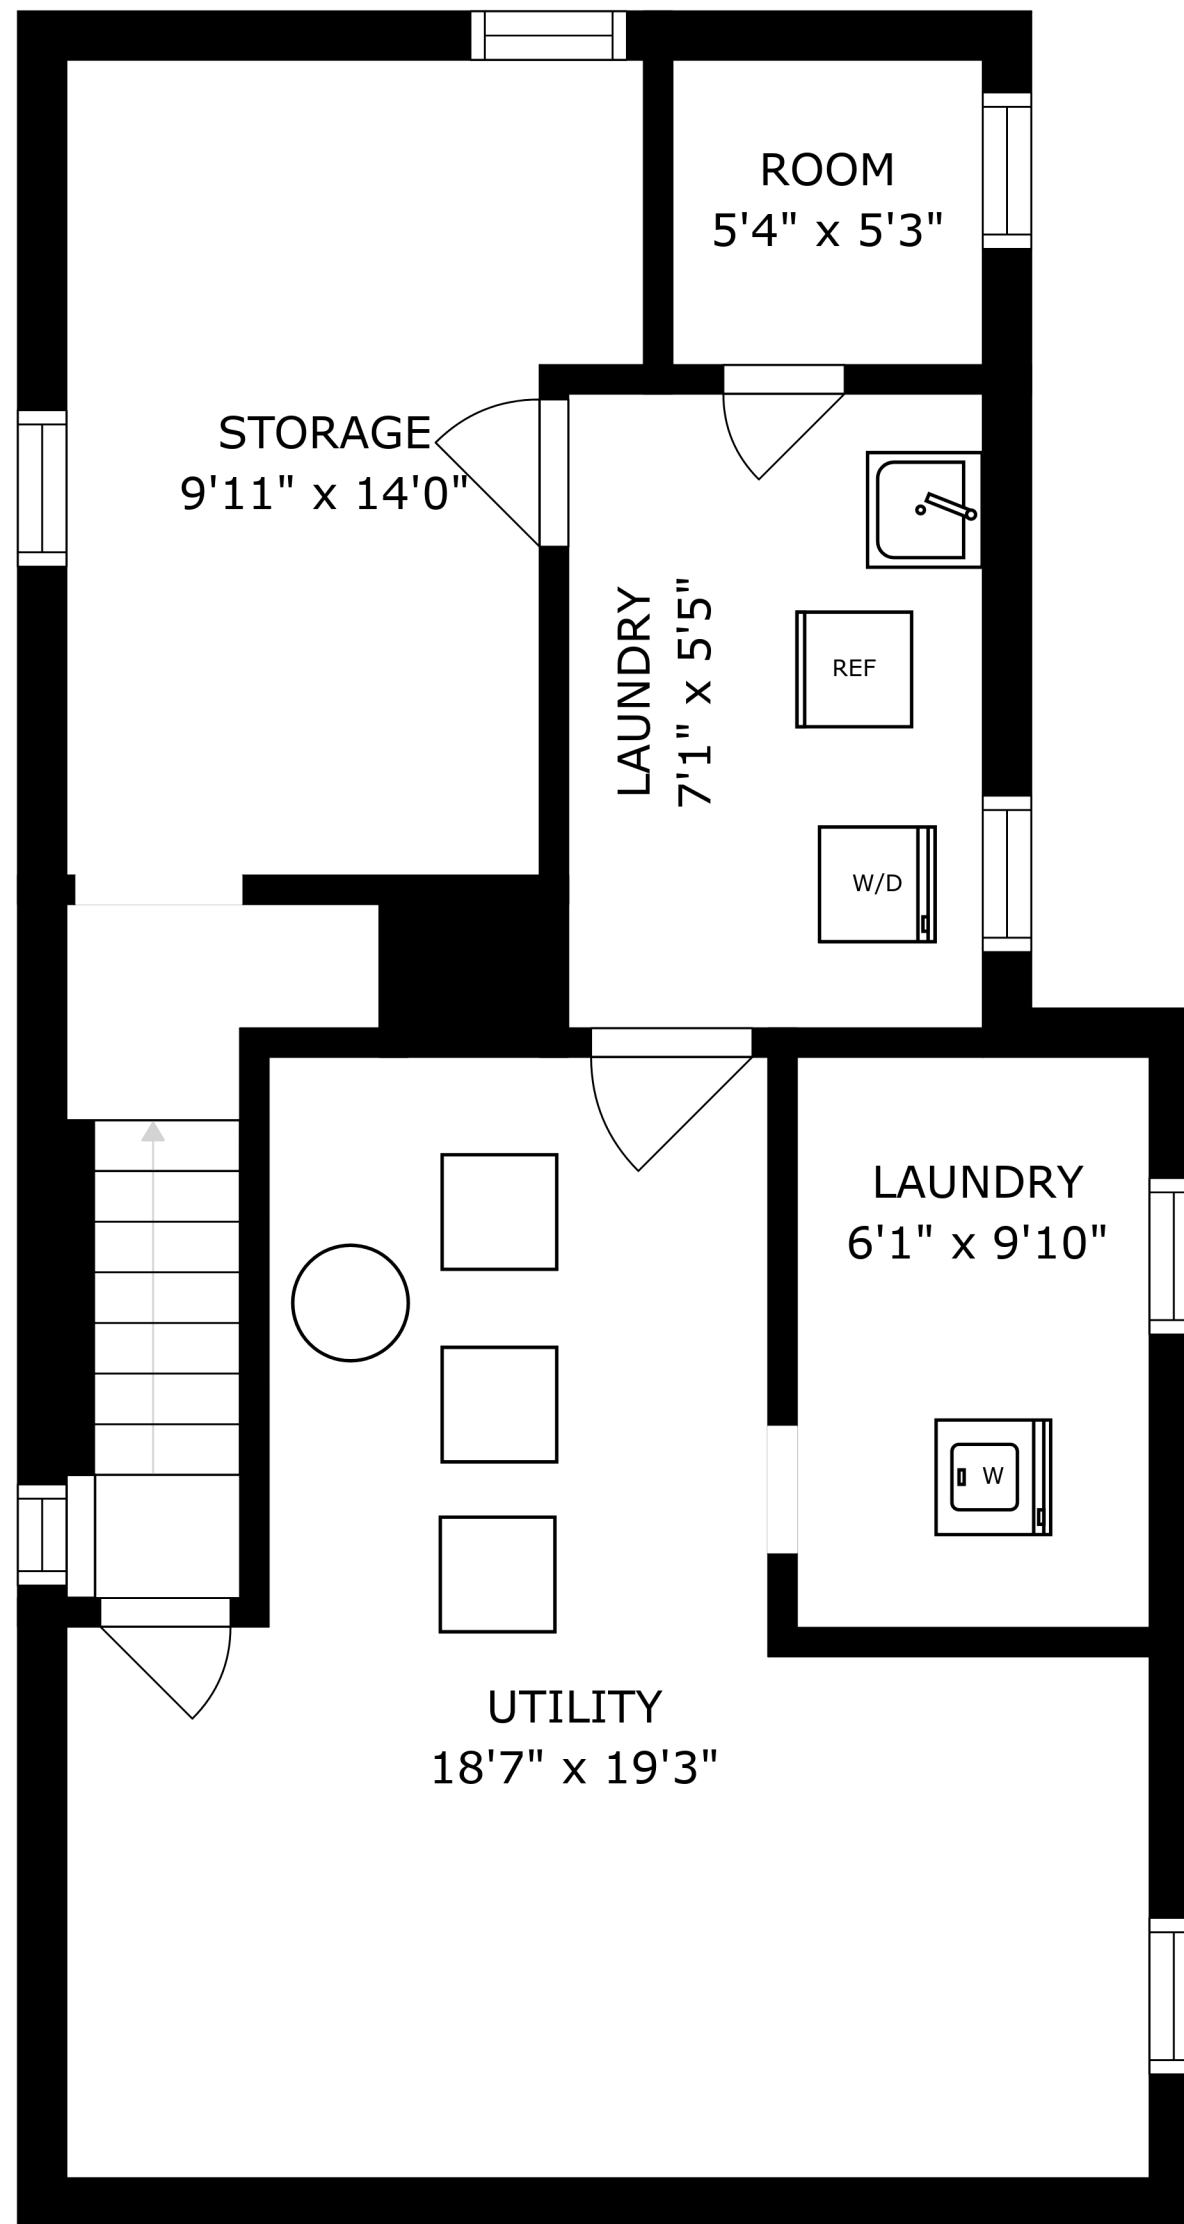 ROOM
5'4" x 5'3"
STORAGE
9'11" x 14'0"
LAUNDRY
7'1" x 5'5"
REF
W/D
LAUNDRY
6'1" x 9'10"
W
UTILITY
18'7" x 19'3"